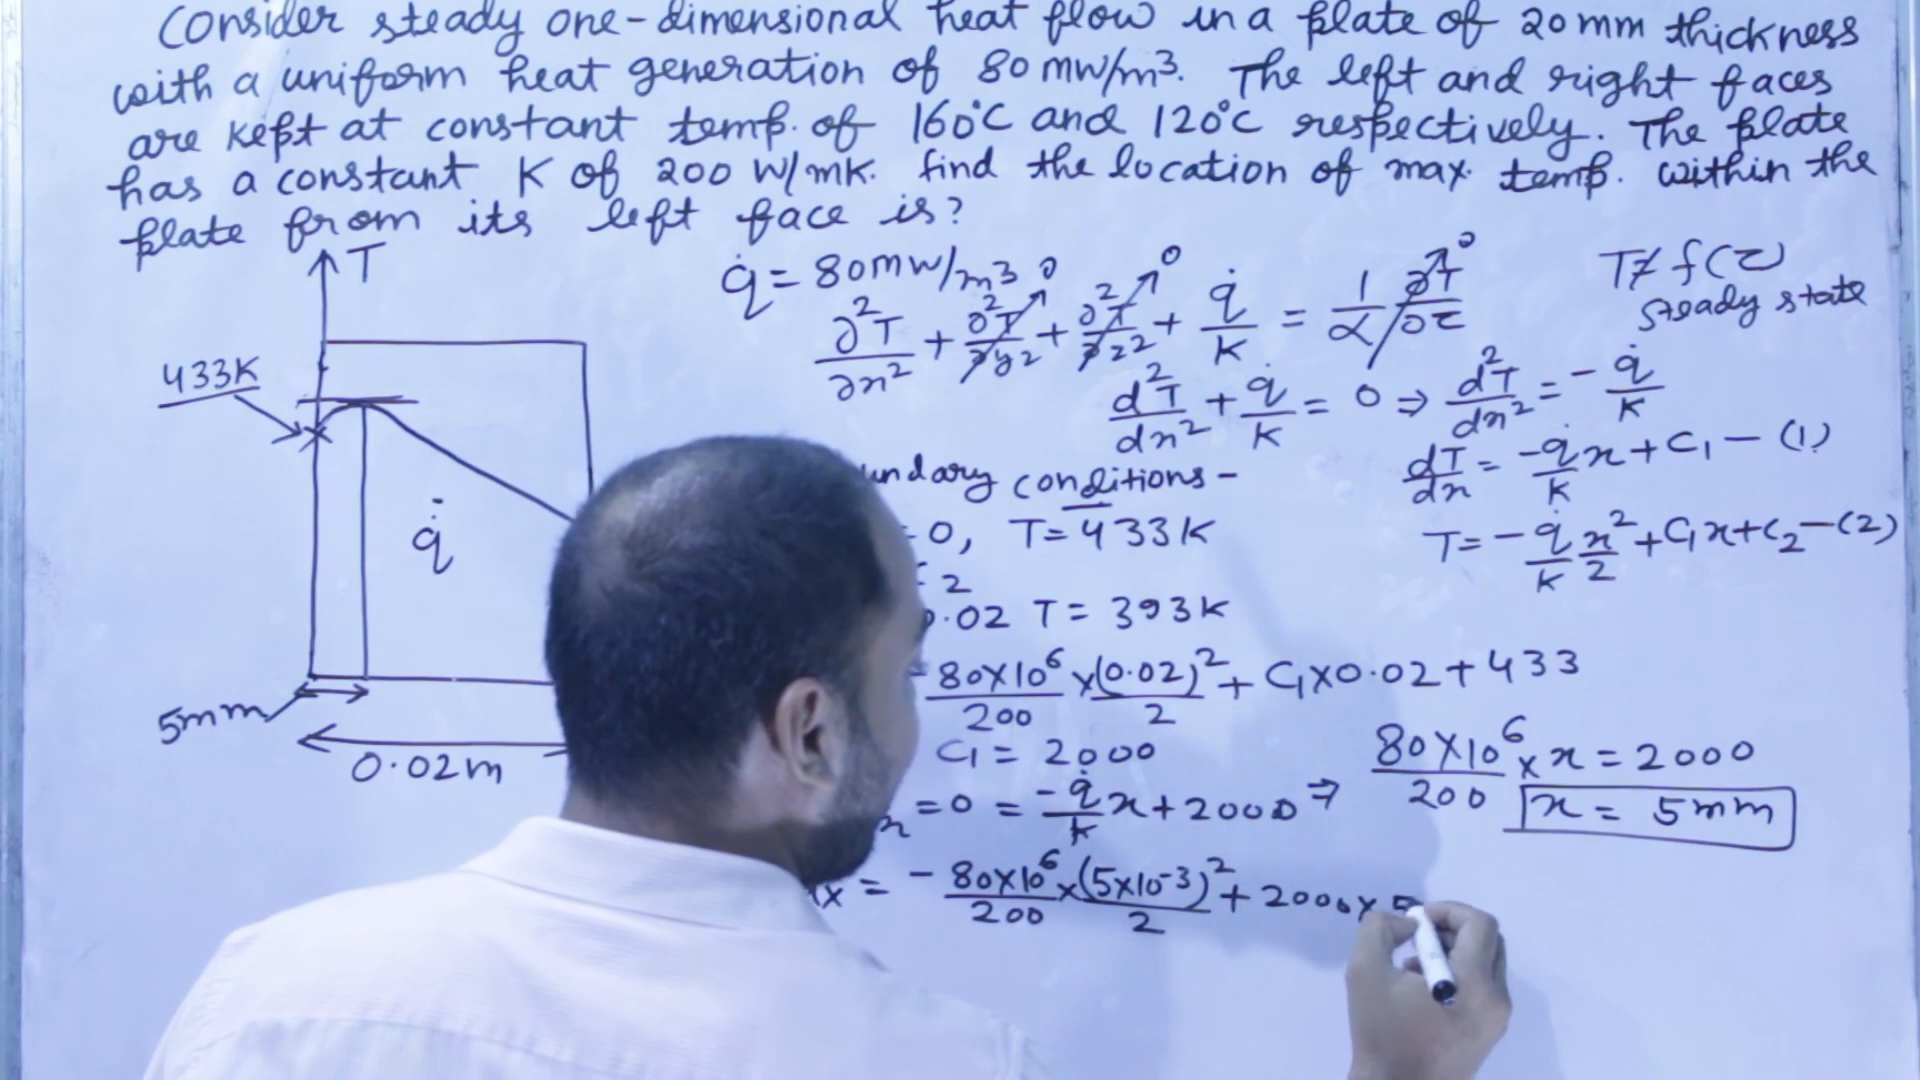 Consider steady one-dimensional heat flow in a plate of 20mm thickness
with a uniform heat generation of 80 mw/m³. The left and right faces
are kept at constant temp. of 160°C and 120°C respectively. The plate
has a constant K of 200 W/mK. find the location of max. temp. within the
plate from its left face is?
T
433K
q̇
5mm
0.02m
q̇ = 80mw/m3
∂²T/∂x² + ∂²T/∂y² + ∂²T/∂z² + q̇/K = 1/α ∂T/∂τ
0 0 0
T≠f(τ)
steady state
d²T/dx² + q̇/K = 0 ⇒ d²T/dx² = -q̇/K
dT/dx = -q̇/K x + C₁ - (1)
T = -q̇/K x²/2 + C₁x + C₂ - (2)
conditions -
0, T = 433K
2
.02 T = 393K
80×10⁶/200 × (0.02)²/2 + C₁×0.02 + 433
C₁ = 2000
= 0 = -q̇/K x + 2000 ⇒
80×10⁶/200 × x = 2000
x = 5mm
= - 80×10⁶/200 × (5×10-3)²/2 + 2000×5